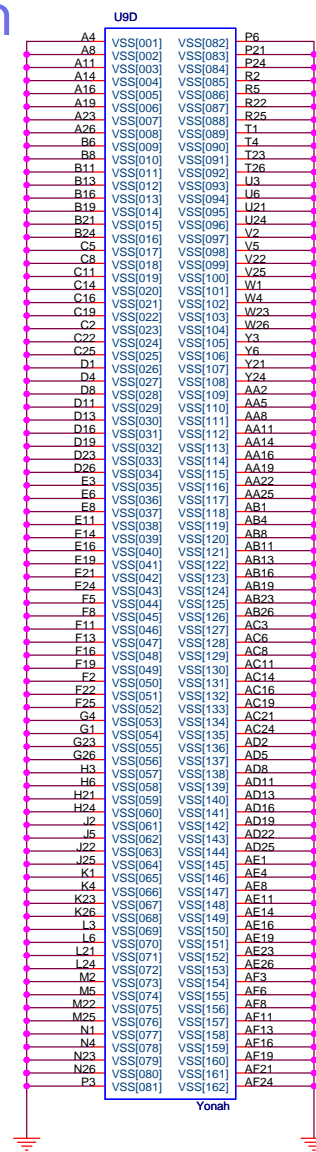 n
U9D
A4 VSS[001] VSS[082] P6
A8 VSS[002] VSS[083] P21
A11 VSS[003] VSS[084] P24
A14 VSS[004] VSS[085] R2
A16 VSS[005] VSS[086] R5
A19 VSS[006] VSS[087] R22
A23 VSS[007] VSS[088] R25
A26 VSS[008] VSS[089] T1
B6 VSS[009] VSS[090] T4
B8 VSS[010] VSS[091] T23
B11 VSS[011] VSS[092] T26
B13 VSS[012] VSS[093] U3
B16 VSS[013] VSS[094] U6
B19 VSS[014] VSS[095] U21
B21 VSS[015] VSS[096] U24
B24 VSS[016] VSS[097] V2
C5 VSS[017] VSS[098] V5
C8 VSS[018] VSS[099] V22
C11 VSS[019] VSS[100] V25
C14 VSS[020] VSS[101] W1
C16 VSS[021] VSS[102] W4
C19 VSS[022] VSS[103] W23
C2 VSS[023] VSS[104] W26
C22 VSS[024] VSS[105] Y3
C25 VSS[025] VSS[106] Y6
D1 VSS[026] VSS[107] Y21
D4 VSS[027] VSS[108] Y24
D8 VSS[028] VSS[109] AA2
D11 VSS[029] VSS[110] AA5
D13 VSS[030] VSS[111] AA8
D16 VSS[031] VSS[112] AA11
D19 VSS[032] VSS[113] AA14
D23 VSS[033] VSS[114] AA16
D26 VSS[034] VSS[115] AA19
E3 VSS[035] VSS[116] AA22
E6 VSS[036] VSS[117] AA25
E8 VSS[037] VSS[118] AB1
E11 VSS[038] VSS[119] AB4
E14 VSS[039] VSS[120] AB8
E16 VSS[040] VSS[121] AB11
E19 VSS[041] VSS[122] AB13
E21 VSS[042] VSS[123] AB16
E24 VSS[043] VSS[124] AB19
F5 VSS[044] VSS[125] AB23
F8 VSS[045] VSS[126] AB26
F11 VSS[046] VSS[127] AC3
F13 VSS[047] VSS[128] AC6
F16 VSS[048] VSS[129] AC8
F19 VSS[049] VSS[130] AC11
F2 VSS[050] VSS[131] AC14
F22 VSS[051] VSS[132] AC16
F25 VSS[052] VSS[133] AC19
G4 VSS[053] VSS[134] AC21
G1 VSS[054] VSS[135] AC24
G23 VSS[055] VSS[136] AD2
G26 VSS[056] VSS[137] AD5
H3 VSS[057] VSS[138] AD8
H6 VSS[058] VSS[139] AD11
H21 VSS[059] VSS[140] AD13
H24 VSS[060] VSS[141] AD16
J2 VSS[061] VSS[142] AD19
J5 VSS[062] VSS[143] AD22
J22 VSS[063] VSS[144] AD25
J25 VSS[064] VSS[145] AE1
K1 VSS[065] VSS[146] AE4
K4 VSS[066] VSS[147] AE8
K23 VSS[067] VSS[148] AE11
K26 VSS[068] VSS[149] AE14
L3 VSS[069] VSS[150] AE16
L6 VSS[070] VSS[151] AE19
L21 VSS[071] VSS[152] AE23
L24 VSS[072] VSS[153] AE26
M2 VSS[073] VSS[154] AF3
M5 VSS[074] VSS[155] AF6
M22 VSS[075] VSS[156] AF8
M25 VSS[076] VSS[157] AF11
N1 VSS[077] VSS[158] AF13
N4 VSS[078] VSS[159] AF16
N23 VSS[079] VSS[160] AF19
N26 VSS[080] VSS[161] AF21
P3 VSS[081] VSS[162] AF24
Yonah